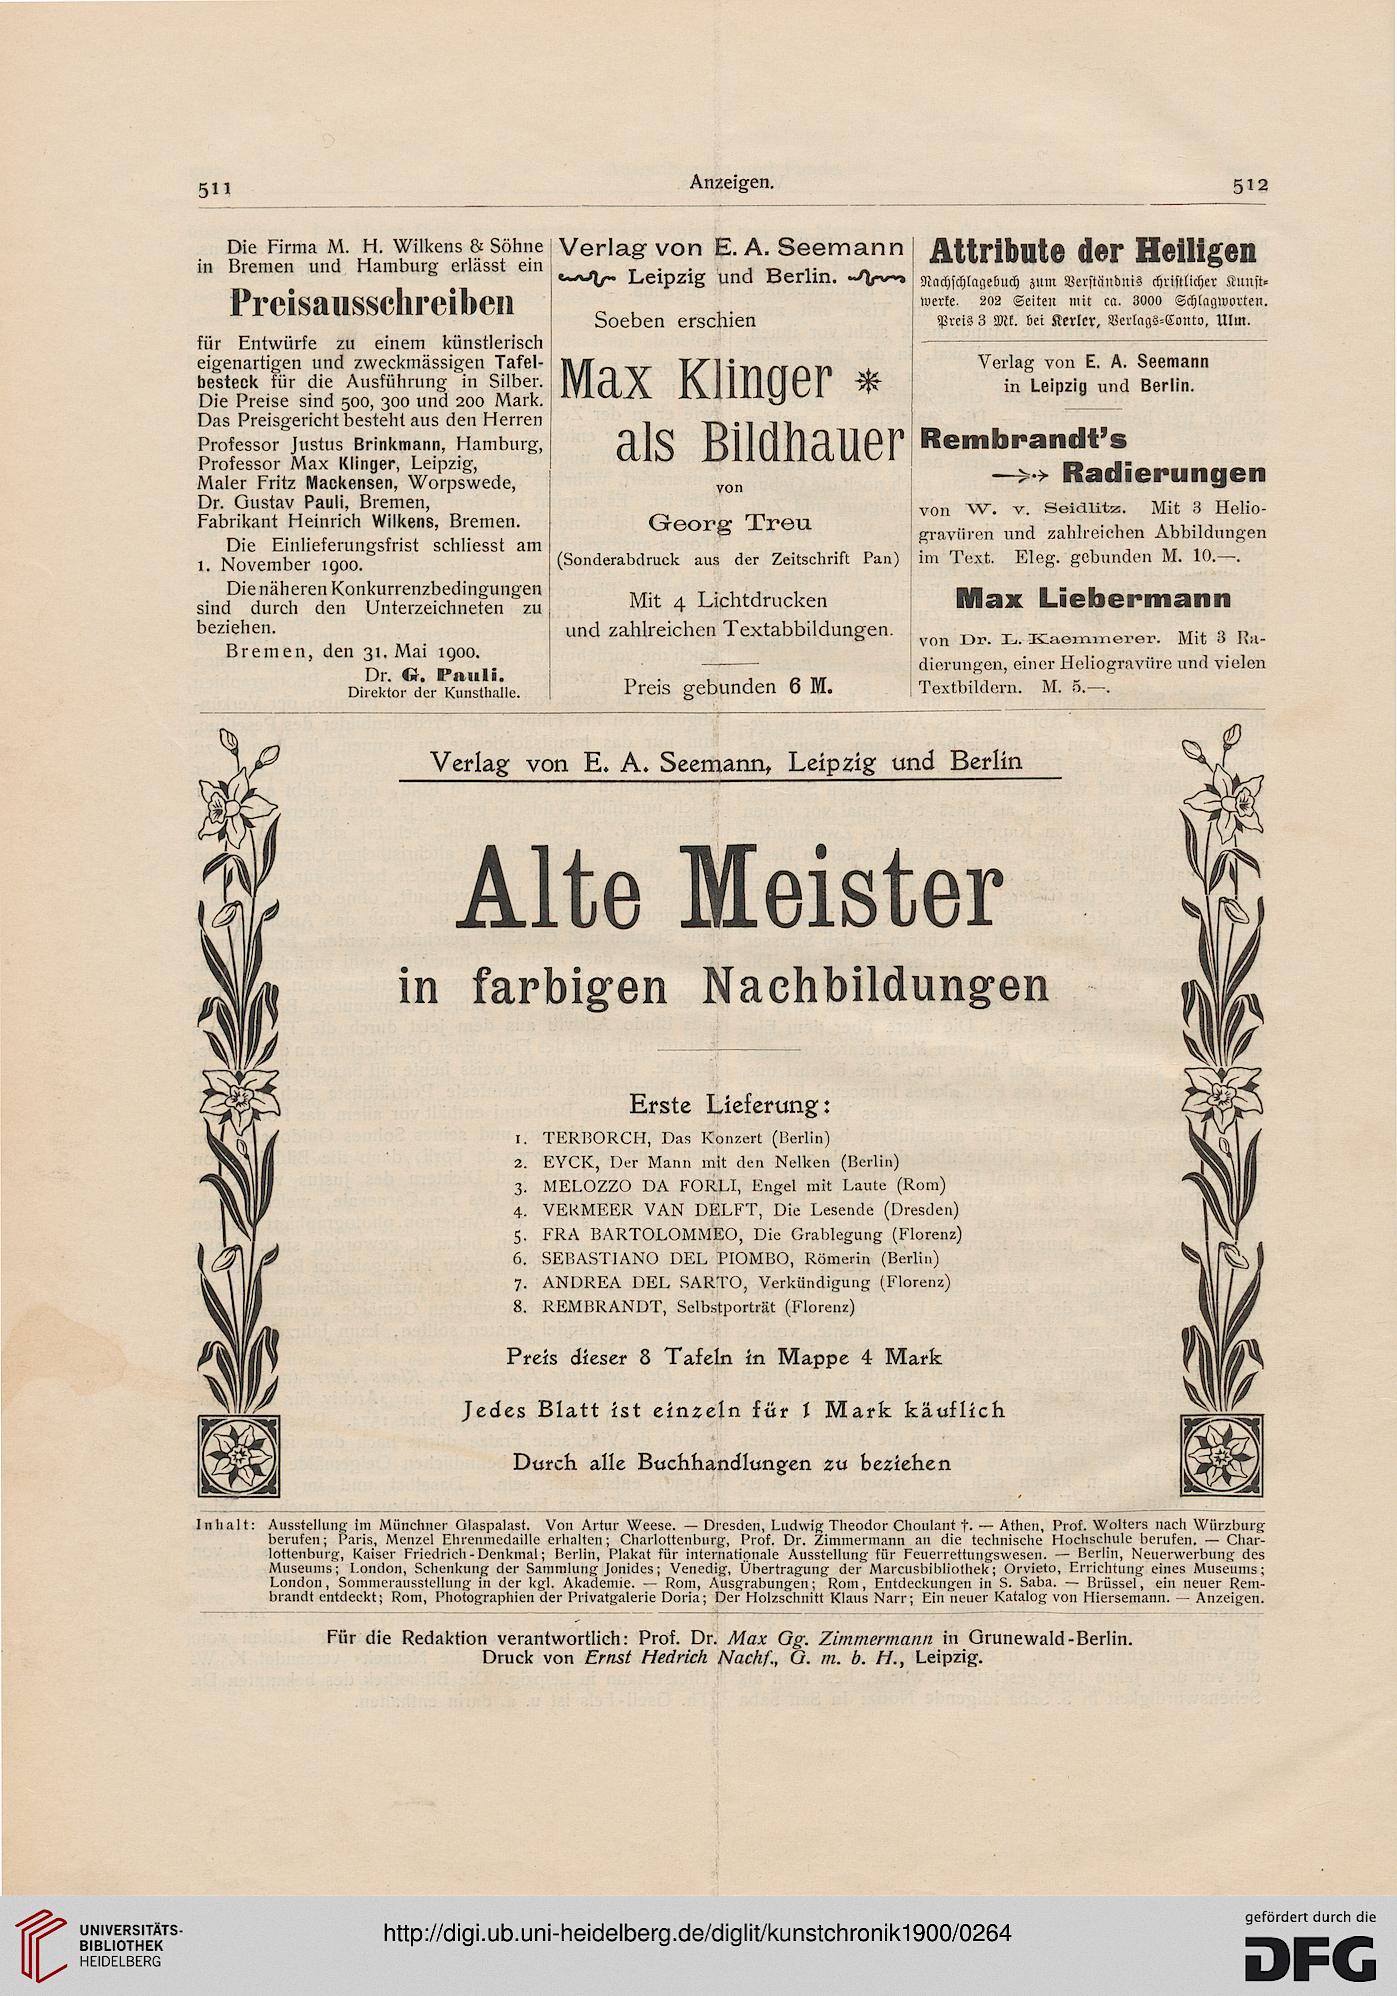 511
Anzeigen.
512
Die Firma M. H. Wilkens & Söhne
in Bremen und Hamburg erlässt ein
Preisausschreiben
für Entwürfe zu einem künstlerisch
eigenartigen und zweckmässigen Tafel-
besteck für die Ausführung in Silber.
Die Preise sind 500, 300 und 200 Mark.
Das Preisgericht besteht aus den Herren
Professor Justus Brinkmann, Hamburg,
Professor Max Klinger, Leipzig,
Maler Fritz Mackensen, Worpswede,
Dr. Gustav Pauli, Bremen,
Fabrikant Heinrich Wilkens, Bremen.
Die Einlieferungsfrist schliesst am
1. November 1900.
Die näheren Konkurrenzbedingungen
sind durch den Unterzeichneten zu
beziehen.
Bremen, den 31. Mai 1900.
Dr. G. Pauli.
Direktor der Kunsthalle.
Verlag von E. A. Seemann
Leipzig und Berlin.
Soeben erschien
Max Klinger *
als Bildhauer
von
Georg Treu
(Sonderabdruck aus der Zeitschrift Pan)
Mit 4 Lichtdrucken
und zahlreichen Textabbildungen.
Preis gebunden 6 M.
Attribute der Heiligen
Nachschlagebuch zum Verständnis christlicher Kunst-
werke. 202 Seiten mit ca. 3000 Schlagworten.
Preis 3 Mk. bei Kerler, Verlags-Conto, Ulm.
Verlag von E. A. Seemann
in Leipzig und Berlin.
Rembrandt's
Radierungen
von W. v. Seidlitz. Mit 3 Helio-
gravüren und zahlreichen Abbildungen
im Text. Eleg. gebunden M. 10.—.
Max Liebermann
von Dr. L. Kaemmerer. Mit 3 Ra-
dierungen, einer Heliogravüre und vielen
Textbildern. M. 5.—.
Verlag von E. A. Seemann, Leipzig und Berlin
Alte Meister
in farbigen Nachbildungen
Erste Lieferung:
1. TERBORCH, Das Konzert (Berlin)
2. EYCK, Der Mann mit den Nelken (Berlin)
3. MELOZZO DA FORLI, Engel mit Laute (Rom)
4. VERMEER VAN DELFT, Die Lesende (Dresden)
5. FRA BARTOLOMMEO, Die Grablegung (Florenz)
6. SEBASTIANO DEL PIOMBO, Römerin (Berlin)
7. ANDREA DEL SARTO, Verkündigung (Florenz)
8. REMBRANDT, Selbstporträt (Florenz)
Preis dieser 8 Tafeln in Mappe 4 Mark
Jedes Blatt ist einzeln für 1 Mark käuflich
Durch alle Buchhandlungen zu beziehen
Inhalt: Ausstellung im Münchner Glaspalast. Von Artur Weese. — Dresden, Ludwig Theodor Choulant †. — Athen, Prof. Wolters nach Würzburg
berufen; Paris, Menzel Ehrenmedaille erhalten; Charlottenburg, Prof. Dr. Zimmermann an die technische Hochschule berufen. — Char-
lottenburg, Kaiser Friedrich-Denkmal; Berlin, Plakat für internationale Ausstellung für Feuerrettungswesen. — Berlin, Neuerwerbung des
Museums; London, Schenkung der Sammlung Jonides; Venedig, Übertragung der Marcusbibliothek; Orvieto, Errichtung eines Museums;
London, Sommerausstellung in der kgl. Akademie. — Rom, Ausgrabungen; Rom, Entdeckungen in S. Saba. — Brüssel, ein neuer Rem-
brandt entdeckt; Rom, Photographien der Privatgalerie Doria; Der Holzschnitt Klaus Narr; Ein neuer Katalog von Hiersemann. — Anzeigen.
Für die Redaktion verantwortlich: Prof. Dr. Max Gg. Zimmermann in Grunewald-Berlin.
Druck von Ernst Hedrich Nachf., G. m. b. H., Leipzig.
UNIVERSITÄTS-
BIBLIOTHEK
HEIDELBERG
http://digi.ub.uni-heidelberg.de/diglit/kunstchronik1900/0264
gefördert durch die
DFG